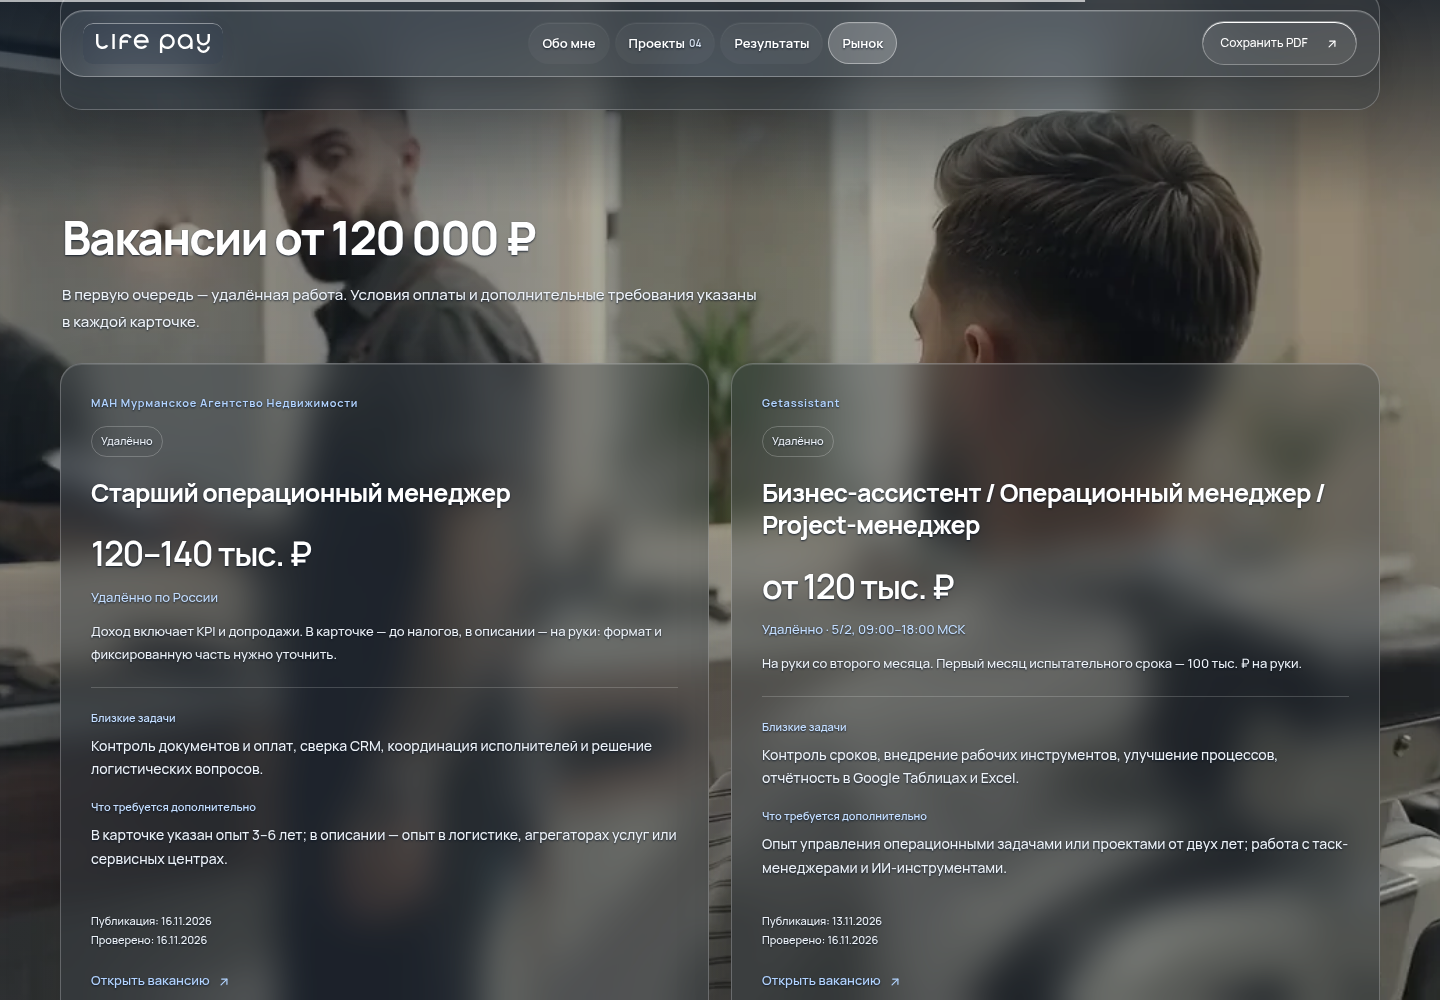 LIFE PAY
Обо мне
Проекты 04
Результаты
Рынок
Сохранить PDF
Вакансии от 120 000 ₽
В первую очередь — удалённая работа. Условия оплаты и дополнительные требования указаны
в каждой карточке.
МАН Мурманское Агентство Недвижимости
Удалённо
Старший операционный менеджер
120–140 тыс. ₽
Удалённо по России
Доход включает KPI и допродажи. В карточке — до налогов, в описании — на руки: формат и
фиксированную часть нужно уточнить.
Близкие задачи
Контроль документов и оплат, сверка CRM, координация исполнителей и решение
логистических вопросов.
Что требуется дополнительно
В карточке указан опыт 3–6 лет; в описании — опыт в логистике, агрегаторах услуг или
сервисных центрах.
Публикация: 16.11.2026
Проверено: 16.11.2026
Открыть вакансию
Getassistant
Удалённо
Бизнес-ассистент / Операционный менеджер /
Project-менеджер
от 120 тыс. ₽
Удалённо · 5/2, 09:00–18:00 МСК
На руки со второго месяца. Первый месяц испытательного срока — 100 тыс. ₽ на руки.
Близкие задачи
Контроль сроков, внедрение рабочих инструментов, улучшение процессов,
отчётность в Google Таблицах и Excel.
Что требуется дополнительно
Опыт управления операционными задачами или проектами от двух лет; работа с таск-
менеджерами и ИИ-инструментами.
Публикация: 13.11.2026
Проверено: 16.11.2026
Открыть вакансию